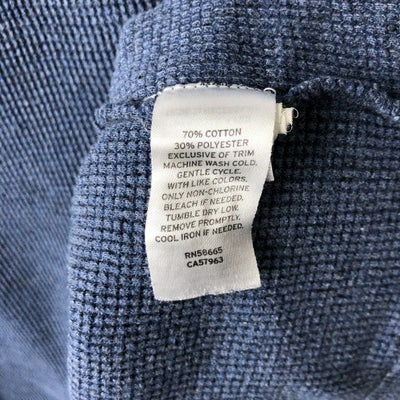 70% COTTON
30% POLYESTER
EXCLUSIVE OF TRIM
MACHINE WASH COLD,
GENTLE CYCLE,
WITH LIKE COLORS.
ONLY NON-CHLORINE
BLEACH IF NEEDED.
TUMBLE DRY LOW.
REMOVE PROMPTLY.
COOL IRON IF NEEDED.
RN58665
CA57963